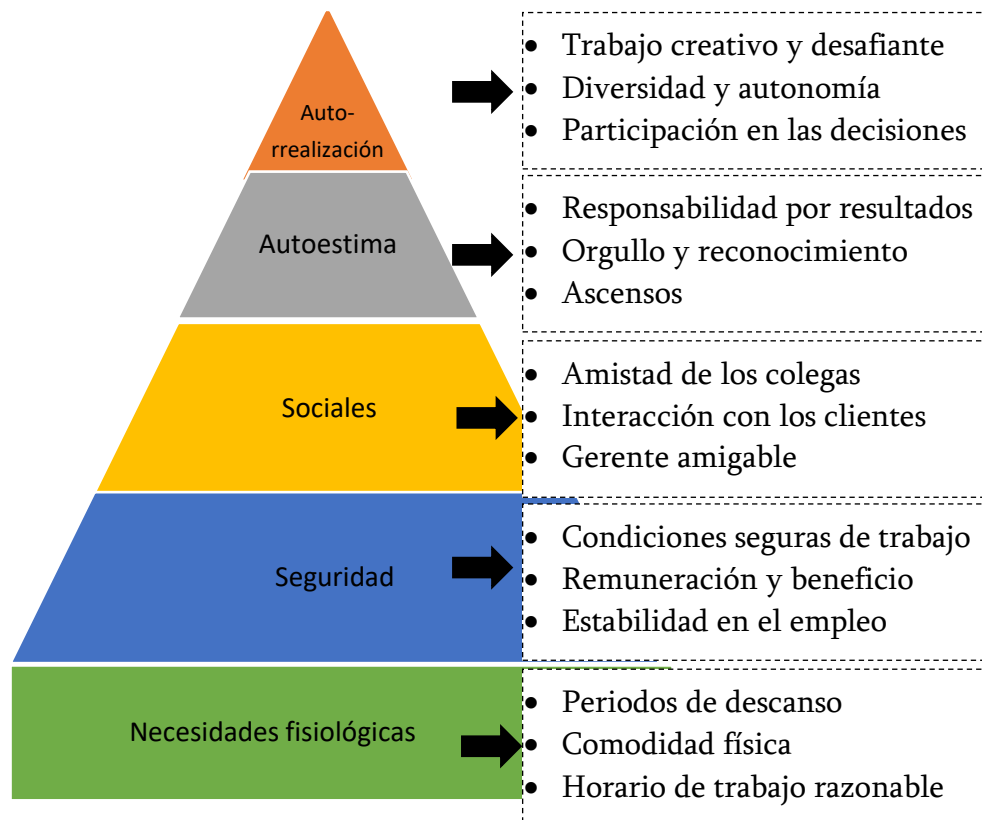 Auto-
rrealización
• Trabajo creativo y desafiante
• Diversidad y autonomía
• Participación en las decisiones
Autoestima
• Responsabilidad por resultados
• Orgullo y reconocimiento
• Ascensos
Sociales
• Amistad de los colegas
• Interacción con los clientes
• Gerente amigable
Seguridad
• Condiciones seguras de trabajo
• Remuneración y beneficio
• Estabilidad en el empleo
Necesidades fisiológicas
• Periodos de descanso
• Comodidad física
• Horario de trabajo razonable